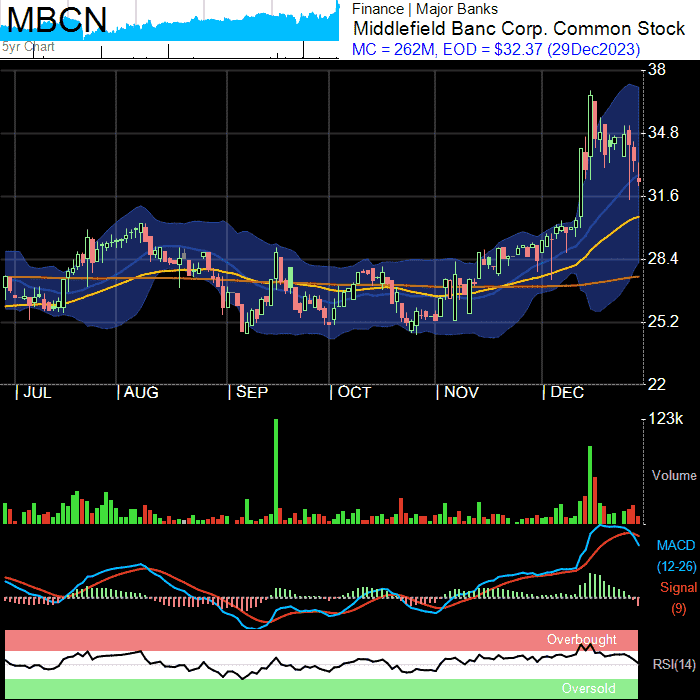 MBCN
5yr Chart
Finance | Major Banks
Middlefield Banc Corp. Common Stock
MC = 262M, EOD = $32.37 (29Dec2023)
38
34.8
31.6
28.4
25.2
22
JUL AUG SEP OCT NOV DEC
123k
Volume
MACD
(12-26)
Signal
(9)
Overbought
RSI(14)
Oversold